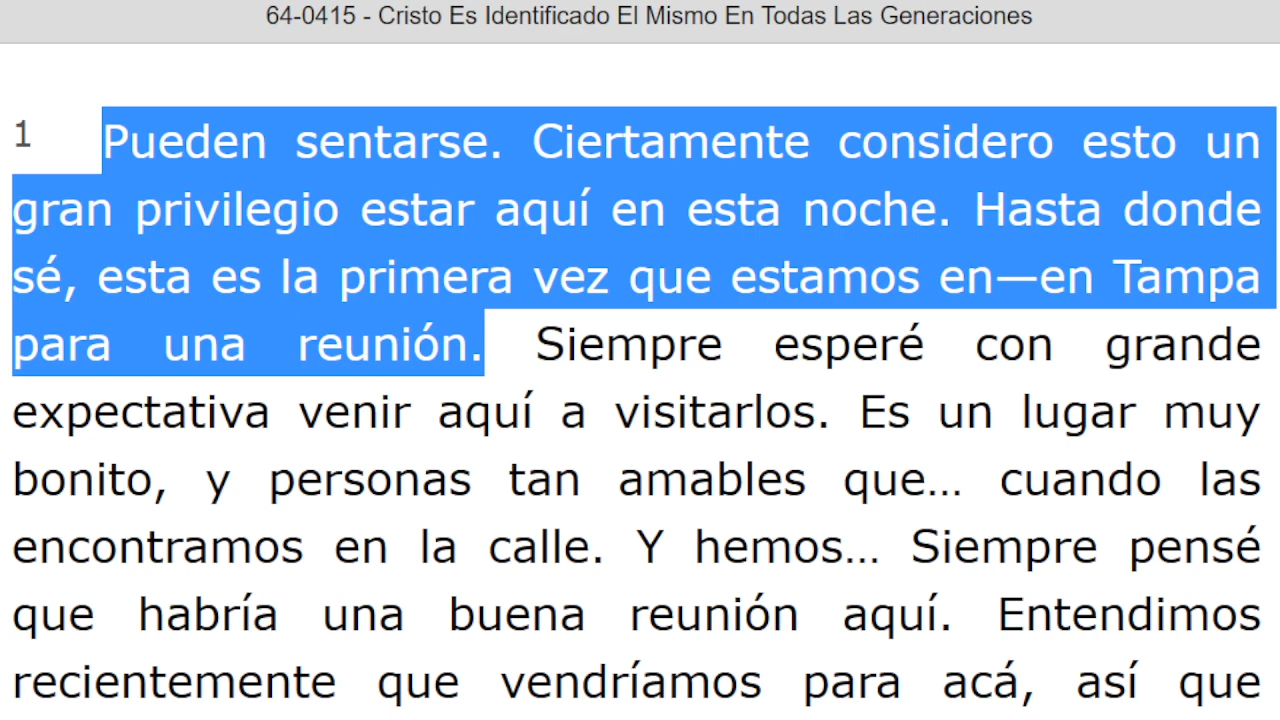 64-0415 - Cristo Es Identificado El Mismo En Todas Las Generaciones
1 Pueden sentarse. Ciertamente considero esto un
gran privilegio estar aquí en esta noche. Hasta donde
sé, esta es la primera vez que estamos en—en Tampa
para una reunión. Siempre esperé con grande
expectativa venir aquí a visitarlos. Es un lugar muy
bonito, y personas tan amables que… cuando las
encontramos en la calle. Y hemos… Siempre pensé
que habría una buena reunión aquí. Entendimos
recientemente que vendríamos para acá, así que